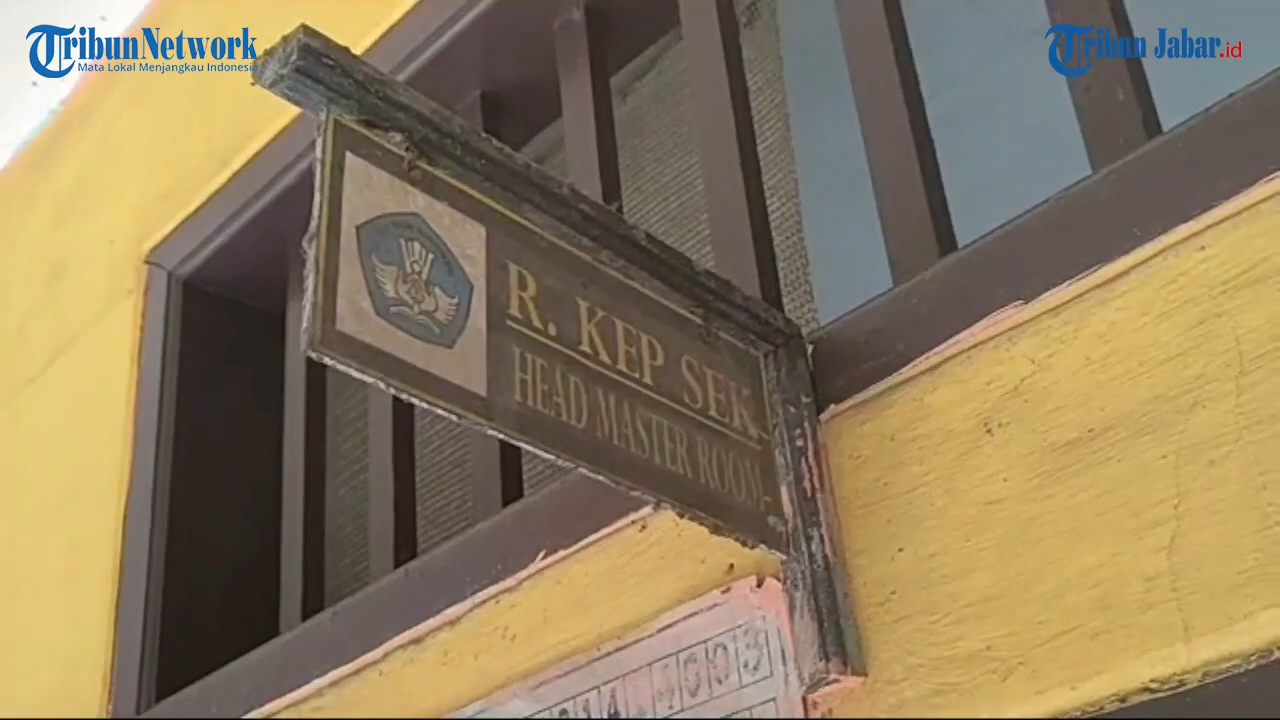 TribunNetwork
Mata Lokal Menjangkau Indonesia
Tribun Jabar.id
R. KEP SEK
HEAD MASTER ROOM